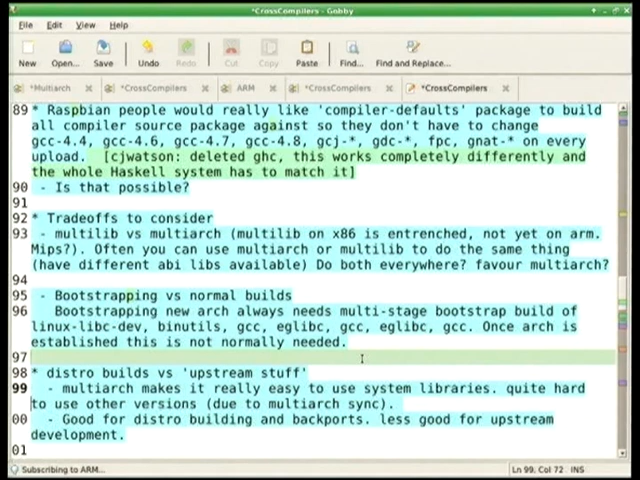 *CrossCompilers - Gobby
File Edit View Help
New Open... Save Undo Redo Cut Copy Paste Find... Find and Replace...
*Multiarch *CrossCompilers ARM *CrossCompilers *CrossCompilers
89 * Raspbian people would really like 'compiler-defaults' package to build
all compiler source package against so they don't have to change
gcc-4.4, gcc-4.6, gcc-4.7, gcc-4.8, gcj-*, gdc-*, fpc, gnat-* on every
upload. [cjwatson: deleted ghc, this works completely differently and
the whole Haskell system has to match it]
90 - Is that possible?
91
92 * Tradeoffs to consider
93 - multilib vs multiarch (multilib on x86 is entrenched, not yet on arm.
Mips?). Often you can use multiarch or multilib to do the same thing
(have different abi libs available) Do both everywhere? favour multiarch?
94
95 - Bootstrapping vs normal builds
96 Bootstrapping new arch always needs multi-stage bootstrap build of
linux-libc-dev, binutils, gcc, eglibc, gcc, eglibc, gcc. Once arch is
established this is not normally needed.
97
98 * distro builds vs 'upstream stuff'
99 - multiarch makes it really easy to use system libraries. quite hard
to use other versions (due to multiarch sync).
00 - Good for distro building and backports. less good for upstream
development.
01
Subscribing to ARM... Ln 99, Col 72 INS